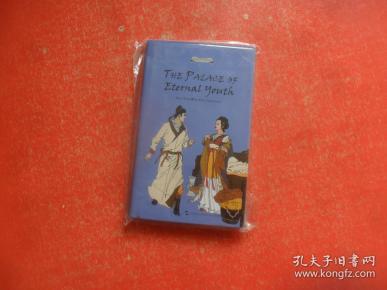 THE PALACE OF
Eternal Youth
孔夫子旧书网
www.kongfz.com